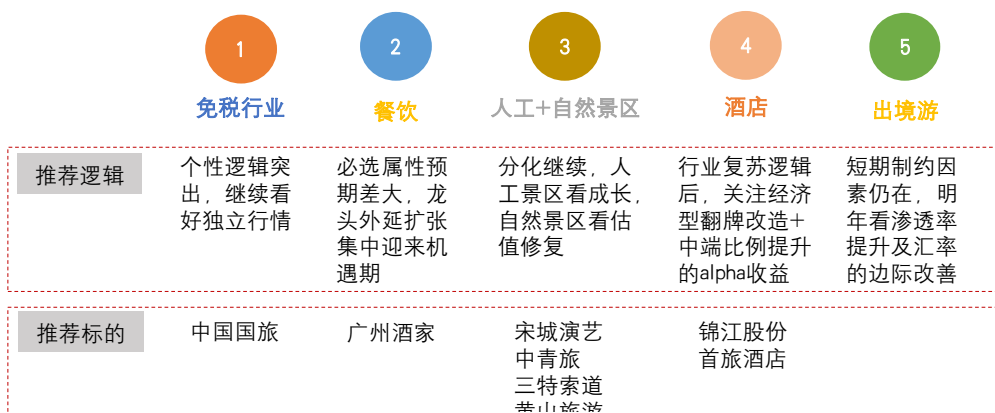 1
2
3
4
5
免税行业
餐饮
人工+自然景区
酒店
出境游
推荐逻辑
个性逻辑突
出，继续看
好独立行情
必选属性预
期差大，龙
头外延扩张
集中迎来机
遇期
分化继续，人
工景区看成长，
自然景区看估
值修复
行业复苏逻辑
后，关注经济
型翻牌改造+
中端比例提升
的alpha收益
短期制约因
素仍在，明
年看渗透率
提升及汇率
的边际改善
推荐标的
中国国旅
广州酒家
宋城演艺
中青旅
三特索道
黄山旅游
锦江股份
首旅酒店